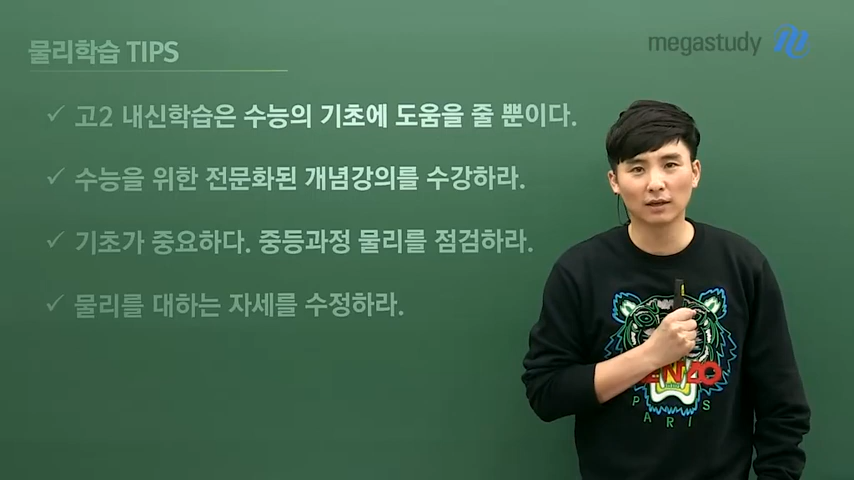 물리학습 TIPS
megastudy
✓ 고2 내신학습은 수능의 기초에 도움을 줄 뿐이다.
✓ 수능을 위한 전문화된 개념강의를 수강하라.
✓ 기초가 중요하다. 중등과정 물리를 점검하라.
✓ 물리를 대하는 자세를 수정하라.
KENZO
PARIS